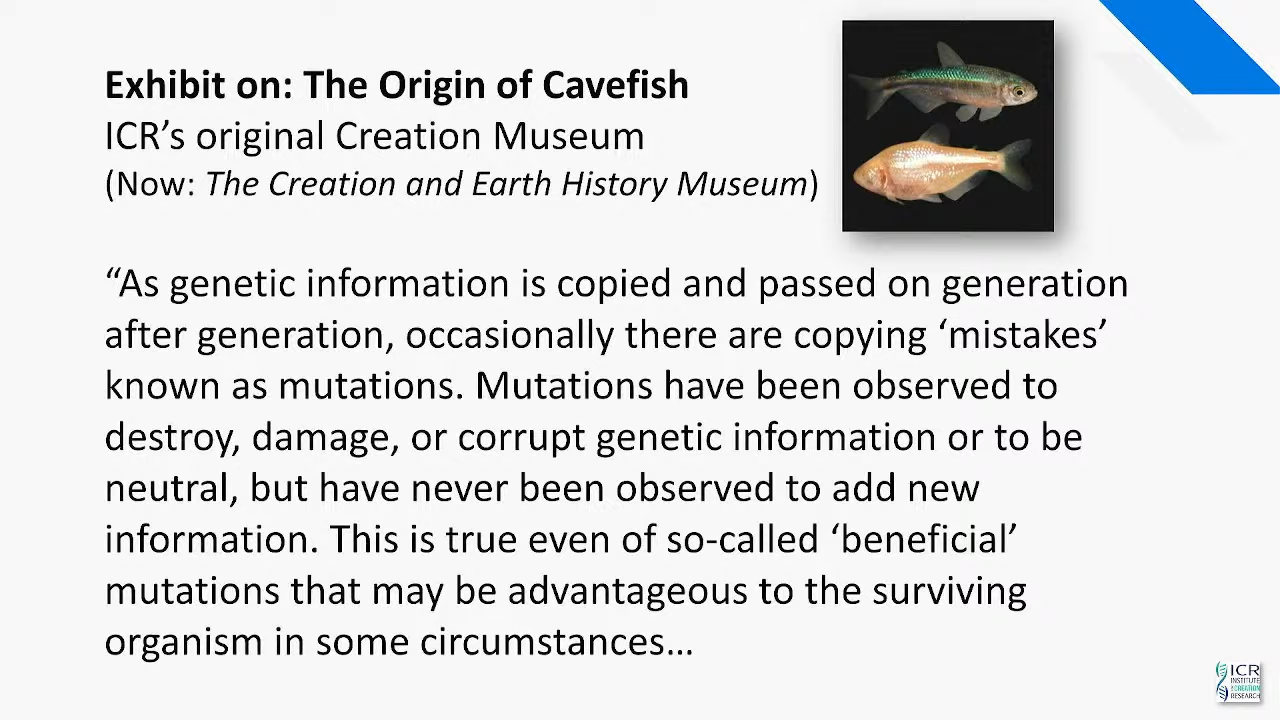 Exhibit on: The Origin of Cavefish
ICR’s original Creation Museum
(Now: The Creation and Earth History Museum)
“As genetic information is copied and passed on generation
after generation, occasionally there are copying ‘mistakes’
known as mutations. Mutations have been observed to
destroy, damage, or corrupt genetic information or to be
neutral, but have never been observed to add new
information. This is true even of so-called ‘beneficial’
mutations that may be advantageous to the surviving
organism in some circumstances…
ICR
INSTITUTE
for CREATION
RESEARCH